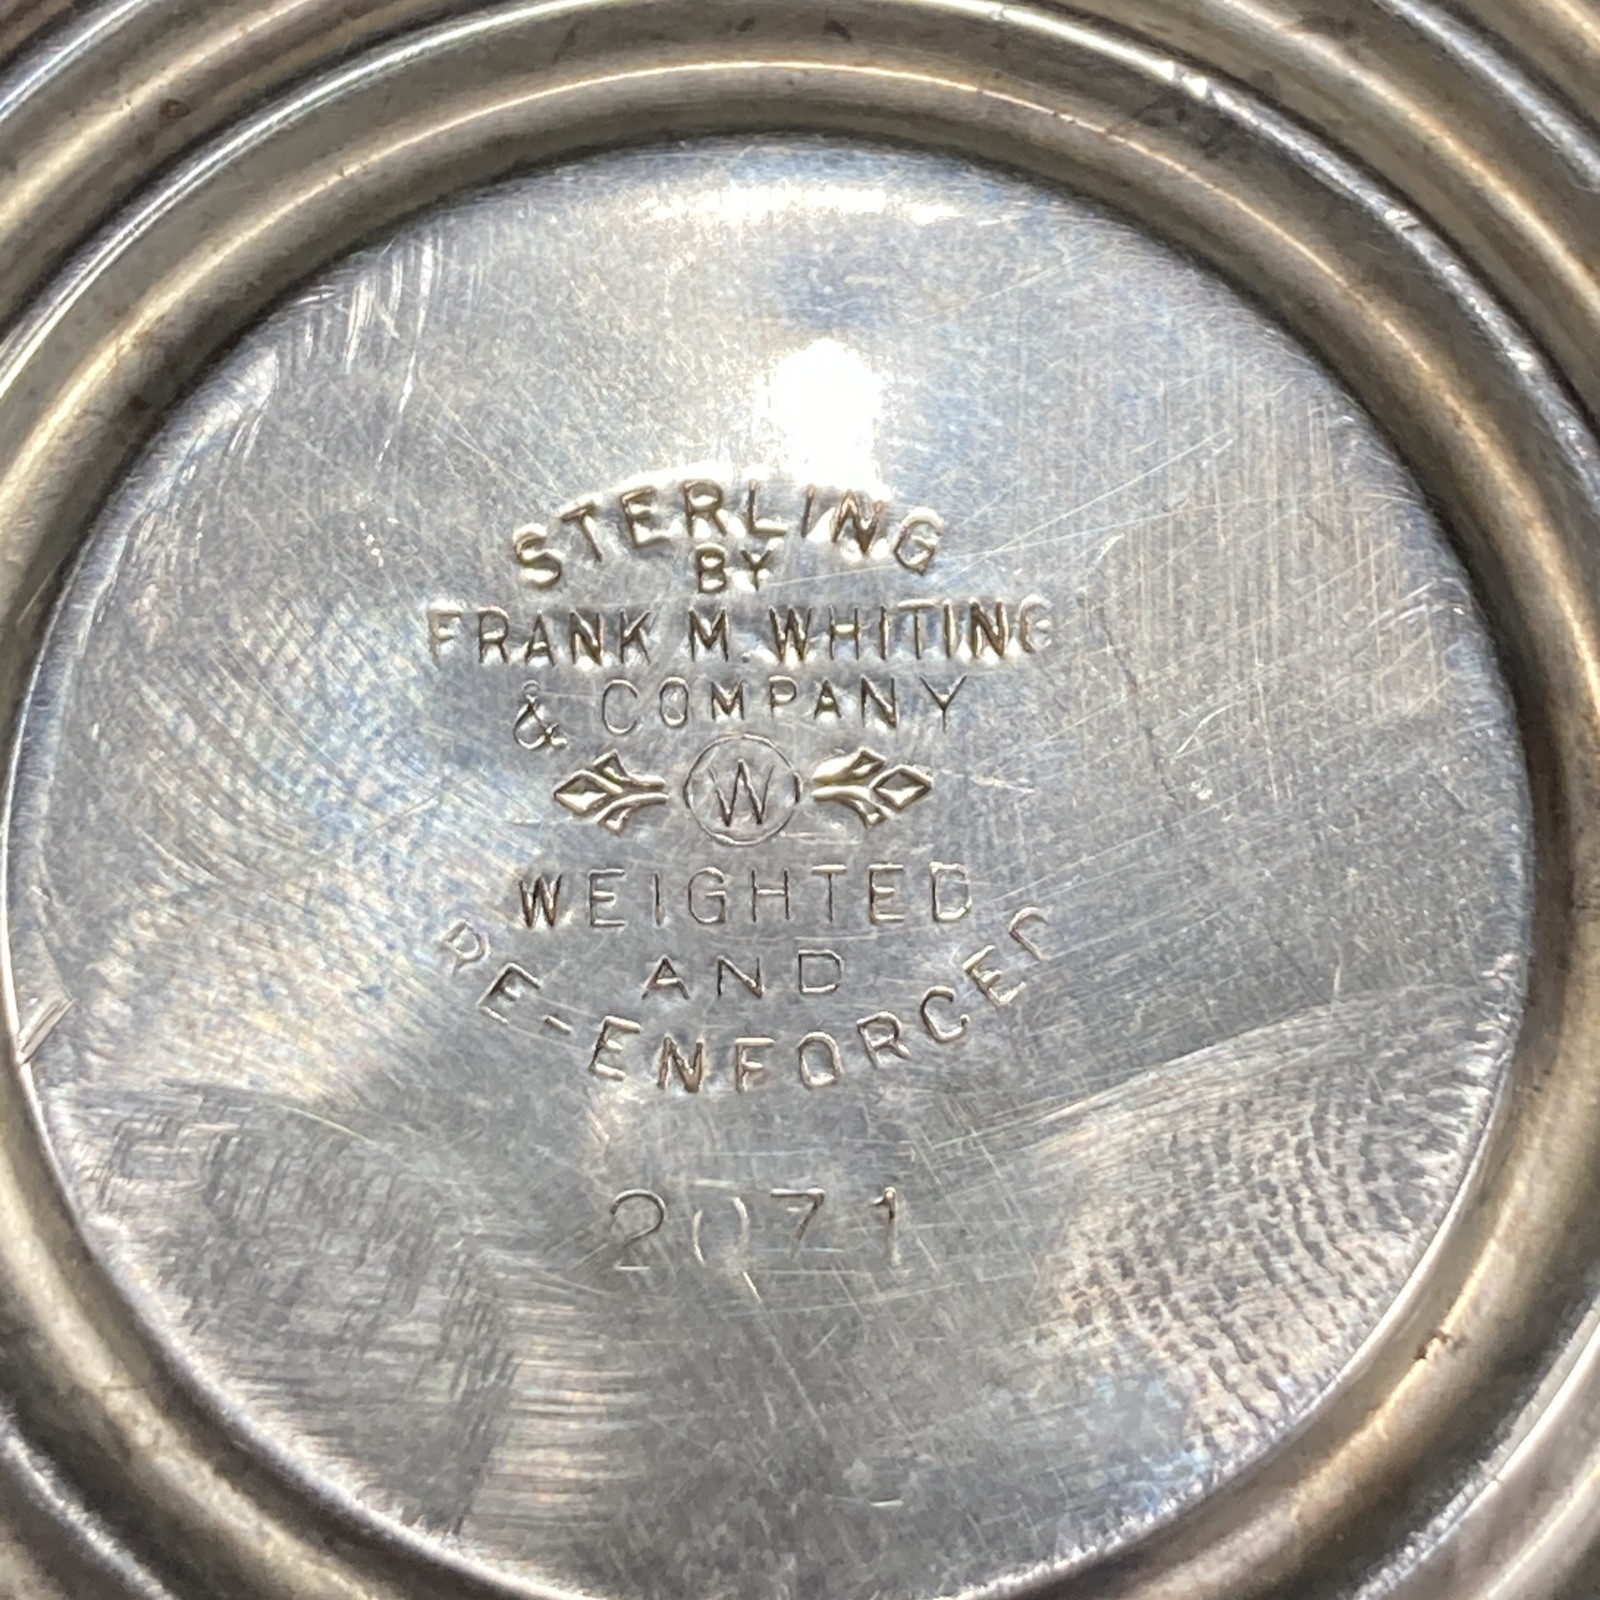 STERLING
BY
FRANK M. WHITING
& COMPANY
W
WEIGHTED
AND
RE-ENFORCED
2071